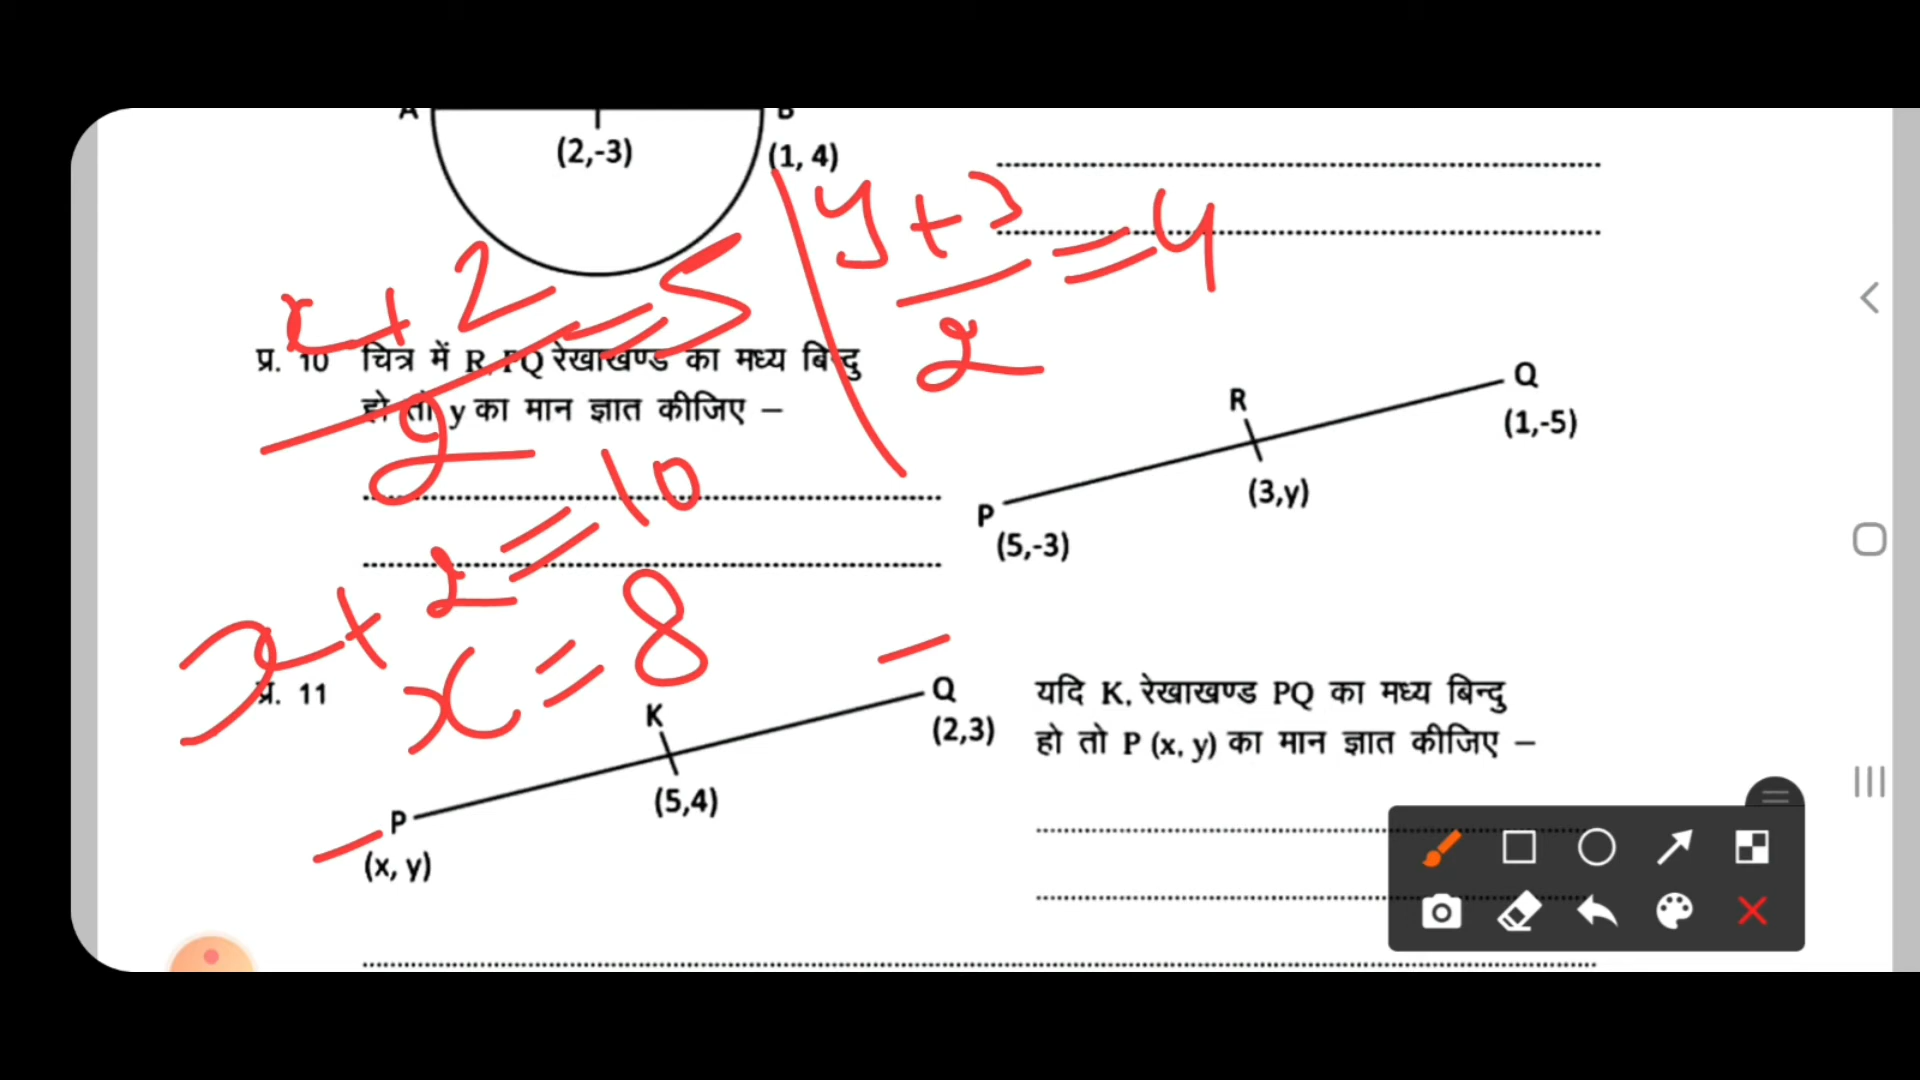 A B
(2,-3) (1, 4)
y+3/2 = 4
x+2/2 = 5
प्र. 10 चित्र में R, PQ रेखाखण्ड का मध्य बिन्दु
हो तो y का मान ज्ञात कीजिए –
R Q
(1,-5)
(3,y)
P
(5,-3)
x+2 = 10
x = 8
प्र. 11
K Q
(2,3)
(5,4)
P
(x, y)
यदि K, रेखाखण्ड PQ का मध्य बिन्दु
हो तो P (x, y) का मान ज्ञात कीजिए –